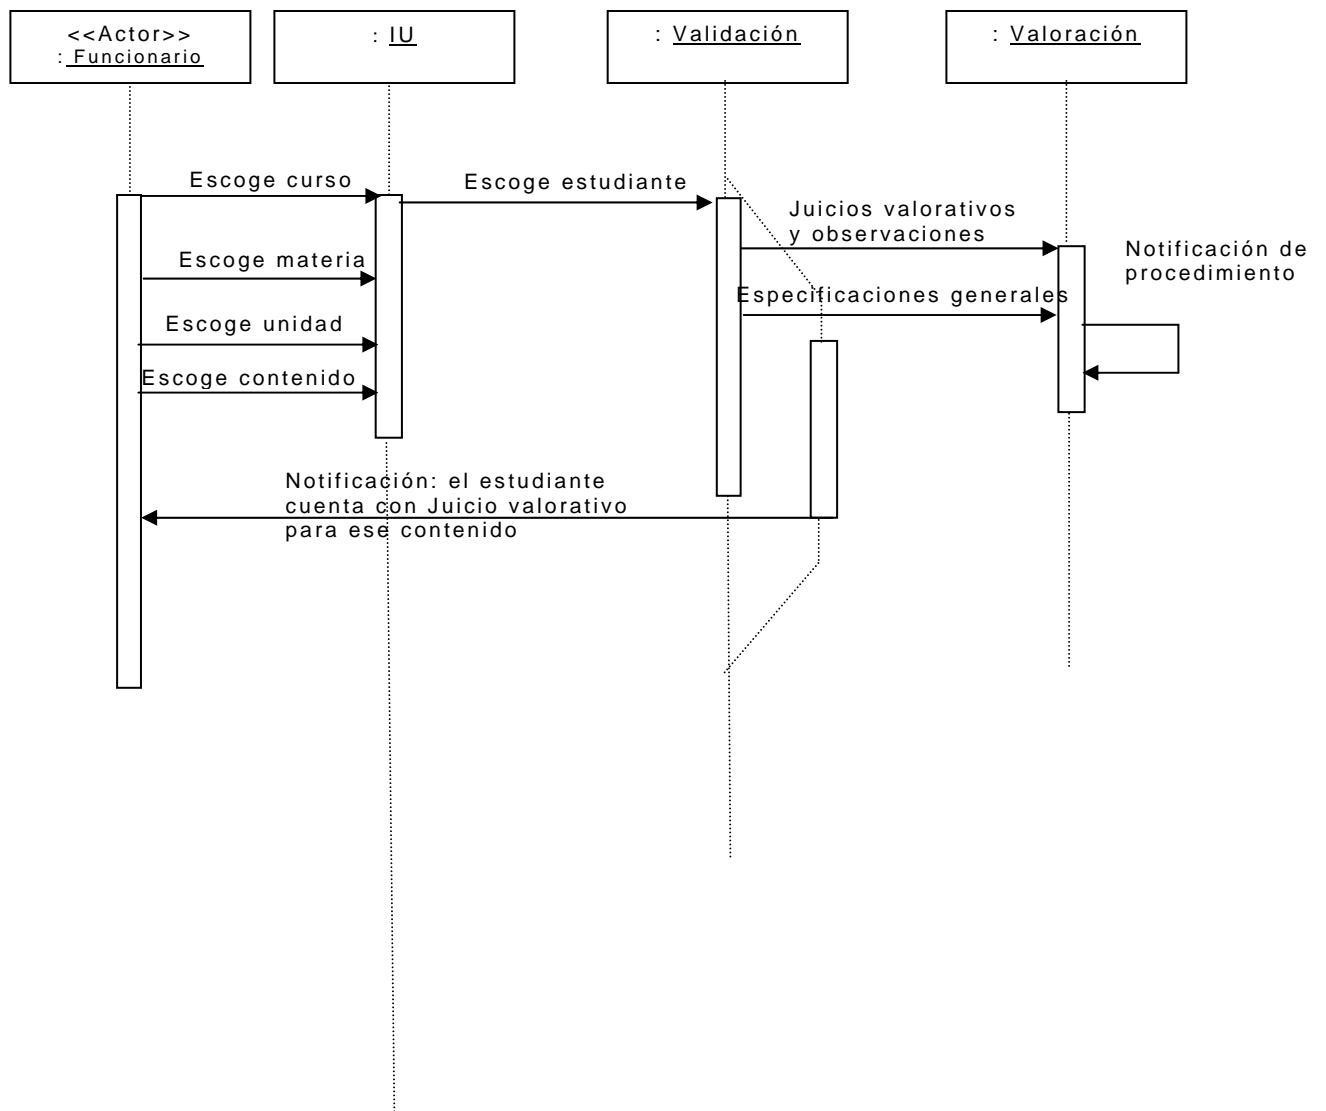 <<Actor>>
: Funcionario
: IU
: Validación
: Valoración
Escoge curso
Escoge estudiante
Juicios valorativos
y observaciones
Notificación de
procedimiento
Escoge materia
Especificaciones generales
Escoge unidad
Escoge contenido
Notificación: el estudiante
cuenta con Juicio valorativo
para ese contenido